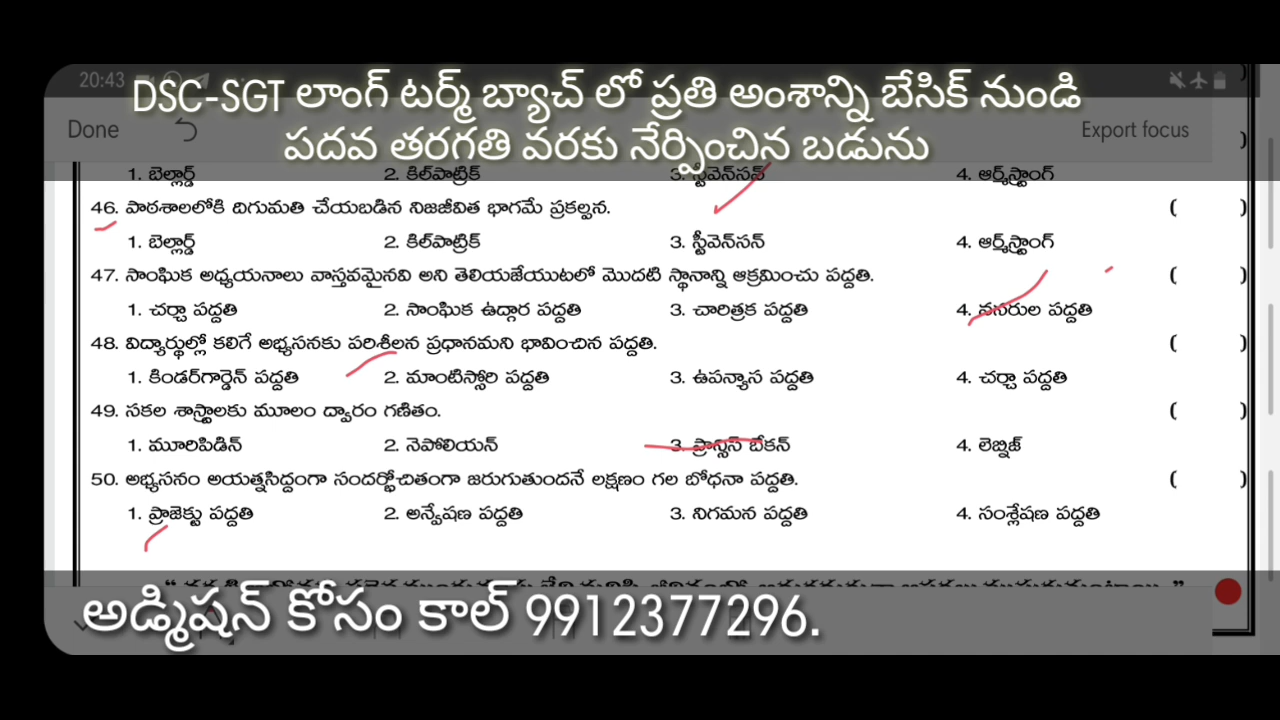 20:43
DSC-SGT లాంగ్ టర్మ్ బ్యాచ్ లో ప్రతి అంశాన్ని బేసిక్ నుండి
Done Export focus
పదవ తరగతి వరకు నేర్పించిన బడును
1. బెల్లార్డ్ 2. కిల్‌పాట్రిక్ 3. స్టీవెన్‌సన్ 4. ఆర్మ్‌స్ట్రాంగ్
46. పాఠశాలలోకి దిగుమతి చేయబడిన నిజజీవిత భాగమే ప్రకల్పన. ( )
1. బెల్లార్డ్ 2. కిల్‌పాట్రిక్ 3. స్టీవెన్‌సన్ 4. ఆర్మ్‌స్ట్రాంగ్
47. సాంఘిక అధ్యయనాలు వాస్తవమైనవి అని తెలియజేయుటలో మొదటి స్థానాన్ని ఆక్రమించు పద్ధతి. ( )
1. చర్చా పద్ధతి 2. సాంఘిక ఉద్గార పద్ధతి 3. చారిత్రక పద్ధతి 4. వనరుల పద్ధతి
48. విద్యార్థుల్లో కలిగే అభ్యసనకు పరిశీలన ప్రధానమని భావించిన పద్ధతి. ( )
1. కిండర్‌గార్డెన్ పద్ధతి 2. మాంటిస్సోరి పద్ధతి 3. ఉపన్యాస పద్ధతి 4. చర్చా పద్ధతి
49. సకల శాస్త్రాలకు మూలం ద్వారం గణితం. ( )
1. మూరిపిడిన్ 2. నెపోలియన్ 3. ఫ్రాన్సిస్ బేకన్ 4. లెబ్నిజ్
50. అభ్యసనం అయత్నసిద్ధంగా సందర్భోచితంగా జరుగుతుందనే లక్షణం గల బోధనా పద్ధతి. ( )
1. ప్రాజెక్టు పద్ధతి 2. అన్వేషణ పద్ధతి 3. నిగమన పద్ధతి 4. సంశ్లేషణ పద్ధతి
అడ్మిషన్ కోసం కాల్ 9912377296.